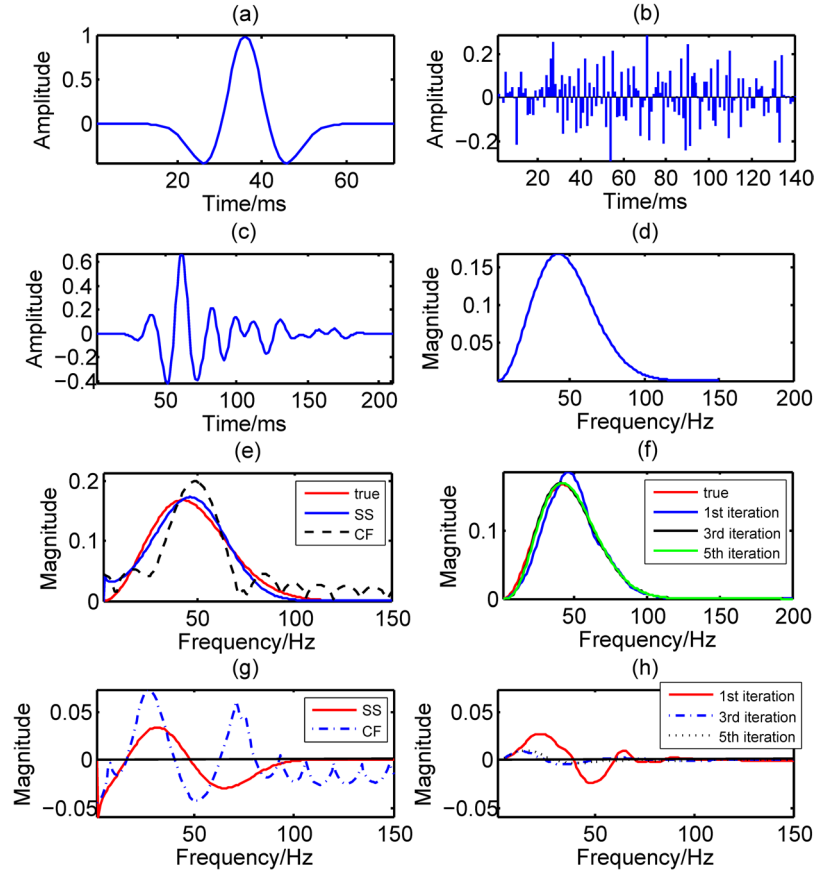 (a)
Amplitude
1
0
20
40
60
Time/ms
(b)
Amplitude
0.2
0
−0.2
20
40
60
80
100
120
140
Time/ms
(c)
Amplitude
0.6
0.4
0.2
0
−0.2
−0.4
50
100
150
200
Time/ms
(d)
Magnitude
0.15
0.10
0.05
50
100
150
200
Frequency/Hz
(e)
Magnitude
0.2
0.1
0
true
SS
CF
50
100
150
Frequency/Hz
(f)
Magnitude
0.1
0
true
1st iteration
3rd iteration
5th iteration
50
100
150
200
Frequency/Hz
(g)
Magnitude
0.05
0
−0.05
SS
CF
0
50
100
150
Frequency/Hz
(h)
Magnitude
0.05
0
−0.05
1st iteration
3rd iteration
5th iteration
0
50
100
150
Frequency/Hz